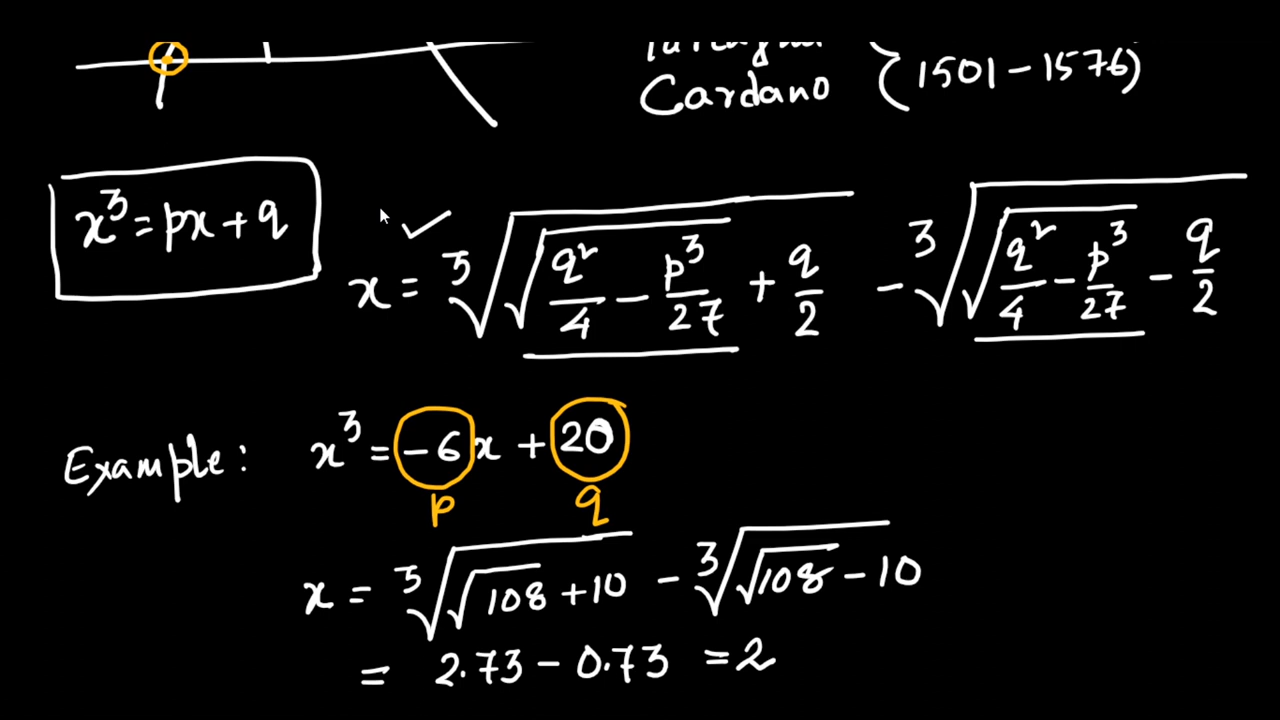 (1501-1576)
Cardano
x³ = px + q
x = ∛(√(q²/4 - p³/27) + q/2) - ∛(√(q²/4 - p³/27) - q/2)
Example: x³ = -6x + 20
p q
x = ∛(√108 + 10) - ∛(√108 - 10)
= 2.73 - 0.73 = 2